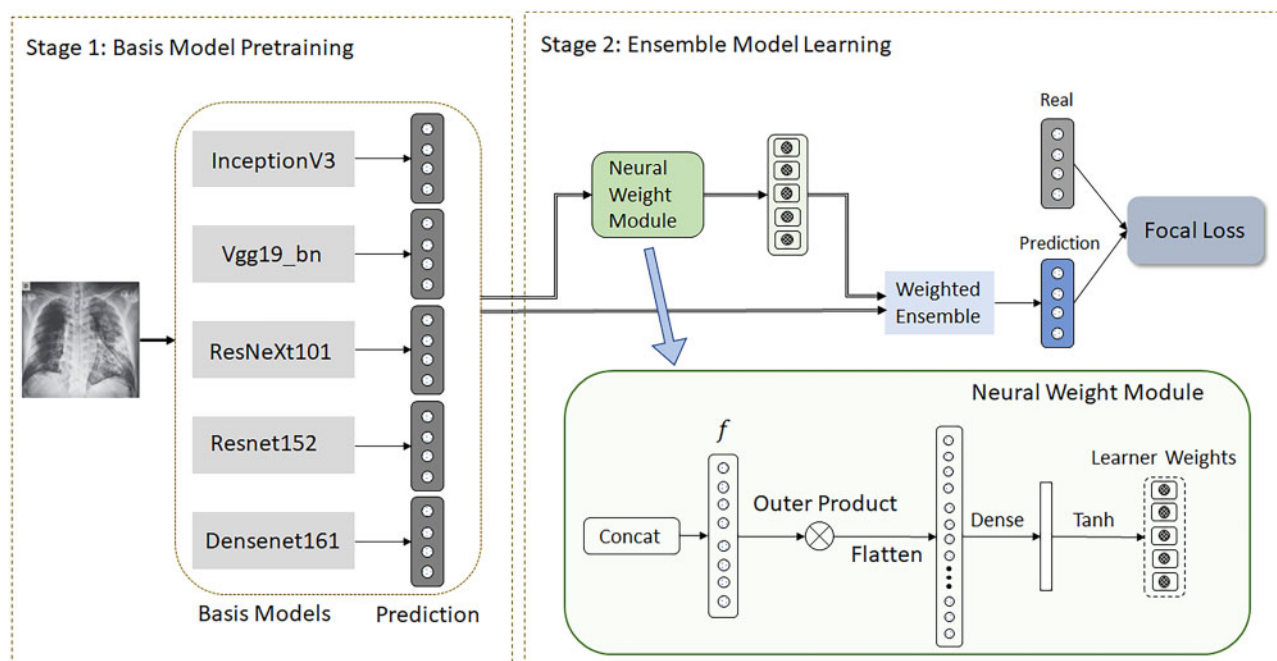 Stage 1: Basis Model Pretraining
InceptionV3
Vgg19_bn
ResNeXt101
Resnet152
Densenet161
Basis Models
Prediction
Stage 2: Ensemble Model Learning
Neural
Weight
Module
Real
Prediction
Focal Loss
Weighted
Ensemble
Neural Weight Module
Concat
f
Outer Product
Flatten
Dense
Tanh
Learner Weights